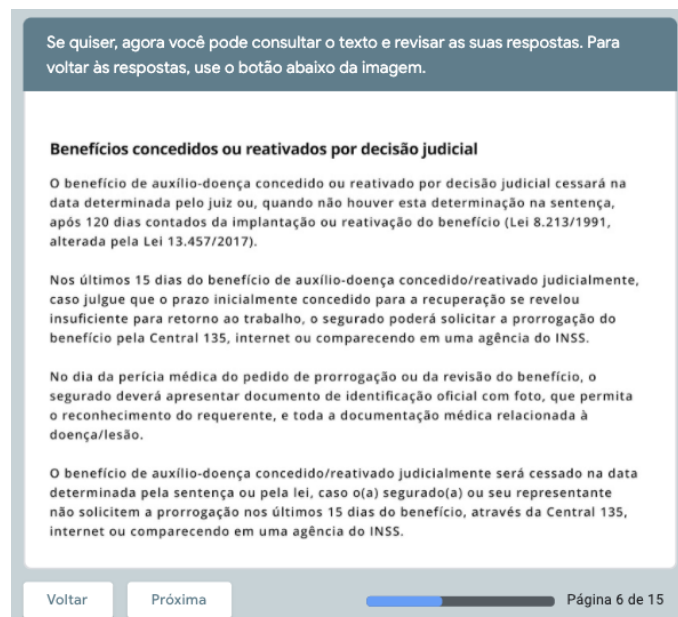 Se quiser, agora você pode consultar o texto e revisar as suas respostas. Para
voltar às respostas, use o botão abaixo da imagem.
Benefícios concedidos ou reativados por decisão judicial
O benefício de auxílio-doença concedido ou reativado por decisão judicial cessará na
data determinada pelo juiz ou, quando não houver esta determinação na sentença,
após 120 dias contados da implantação ou reativação do benefício (Lei 8.213/1991,
alterada pela Lei 13.457/2017).
Nos últimos 15 dias do benefício de auxílio-doença concedido/reativado judicialmente,
caso julgue que o prazo inicialmente concedido para a recuperação se revelou
insuficiente para retorno ao trabalho, o segurado poderá solicitar a prorrogação do
benefício pela Central 135, internet ou comparecendo em uma agência do INSS.
No dia da perícia médica do pedido de prorrogação ou da revisão do benefício, o
segurado deverá apresentar documento de identificação oficial com foto, que permita
o reconhecimento do requerente, e toda a documentação médica relacionada à
doença/lesão.
O benefício de auxílio-doença concedido/reativado judicialmente será cessado na data
determinada pela sentença ou pela lei, caso o(a) segurado(a) ou seu representante
não solicitem a prorrogação nos últimos 15 dias do benefício, através da Central 135,
internet ou comparecendo em uma agência do INSS.
Voltar Próxima Página 6 de 15